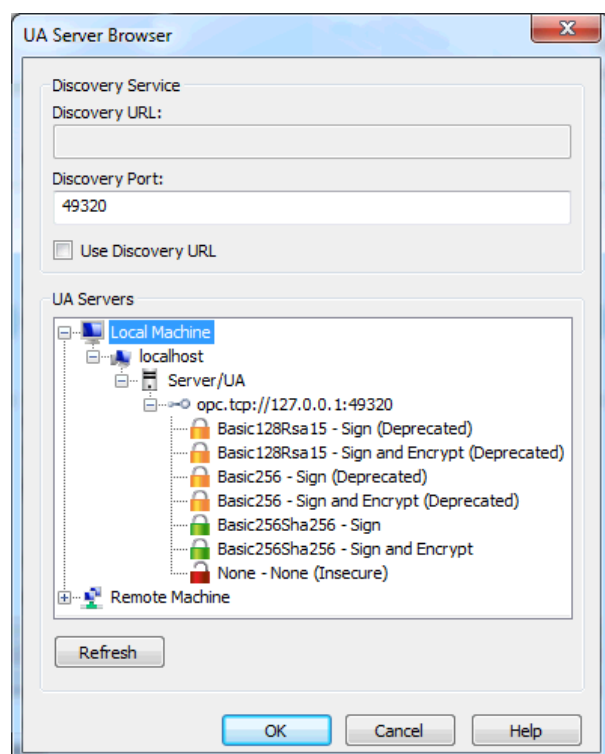 UA Server Browser
Discovery Service
Discovery URL:
Discovery Port:
49320
Use Discovery URL
UA Servers
Local Machine
localhost
Server/UA
opc.tcp://127.0.0.1:49320
Basic128Rsa15 - Sign (Deprecated)
Basic128Rsa15 - Sign and Encrypt (Deprecated)
Basic256 - Sign (Deprecated)
Basic256 - Sign and Encrypt (Deprecated)
Basic256Sha256 - Sign
Basic256Sha256 - Sign and Encrypt
None - None (Insecure)
Remote Machine
Refresh
OK Cancel Help